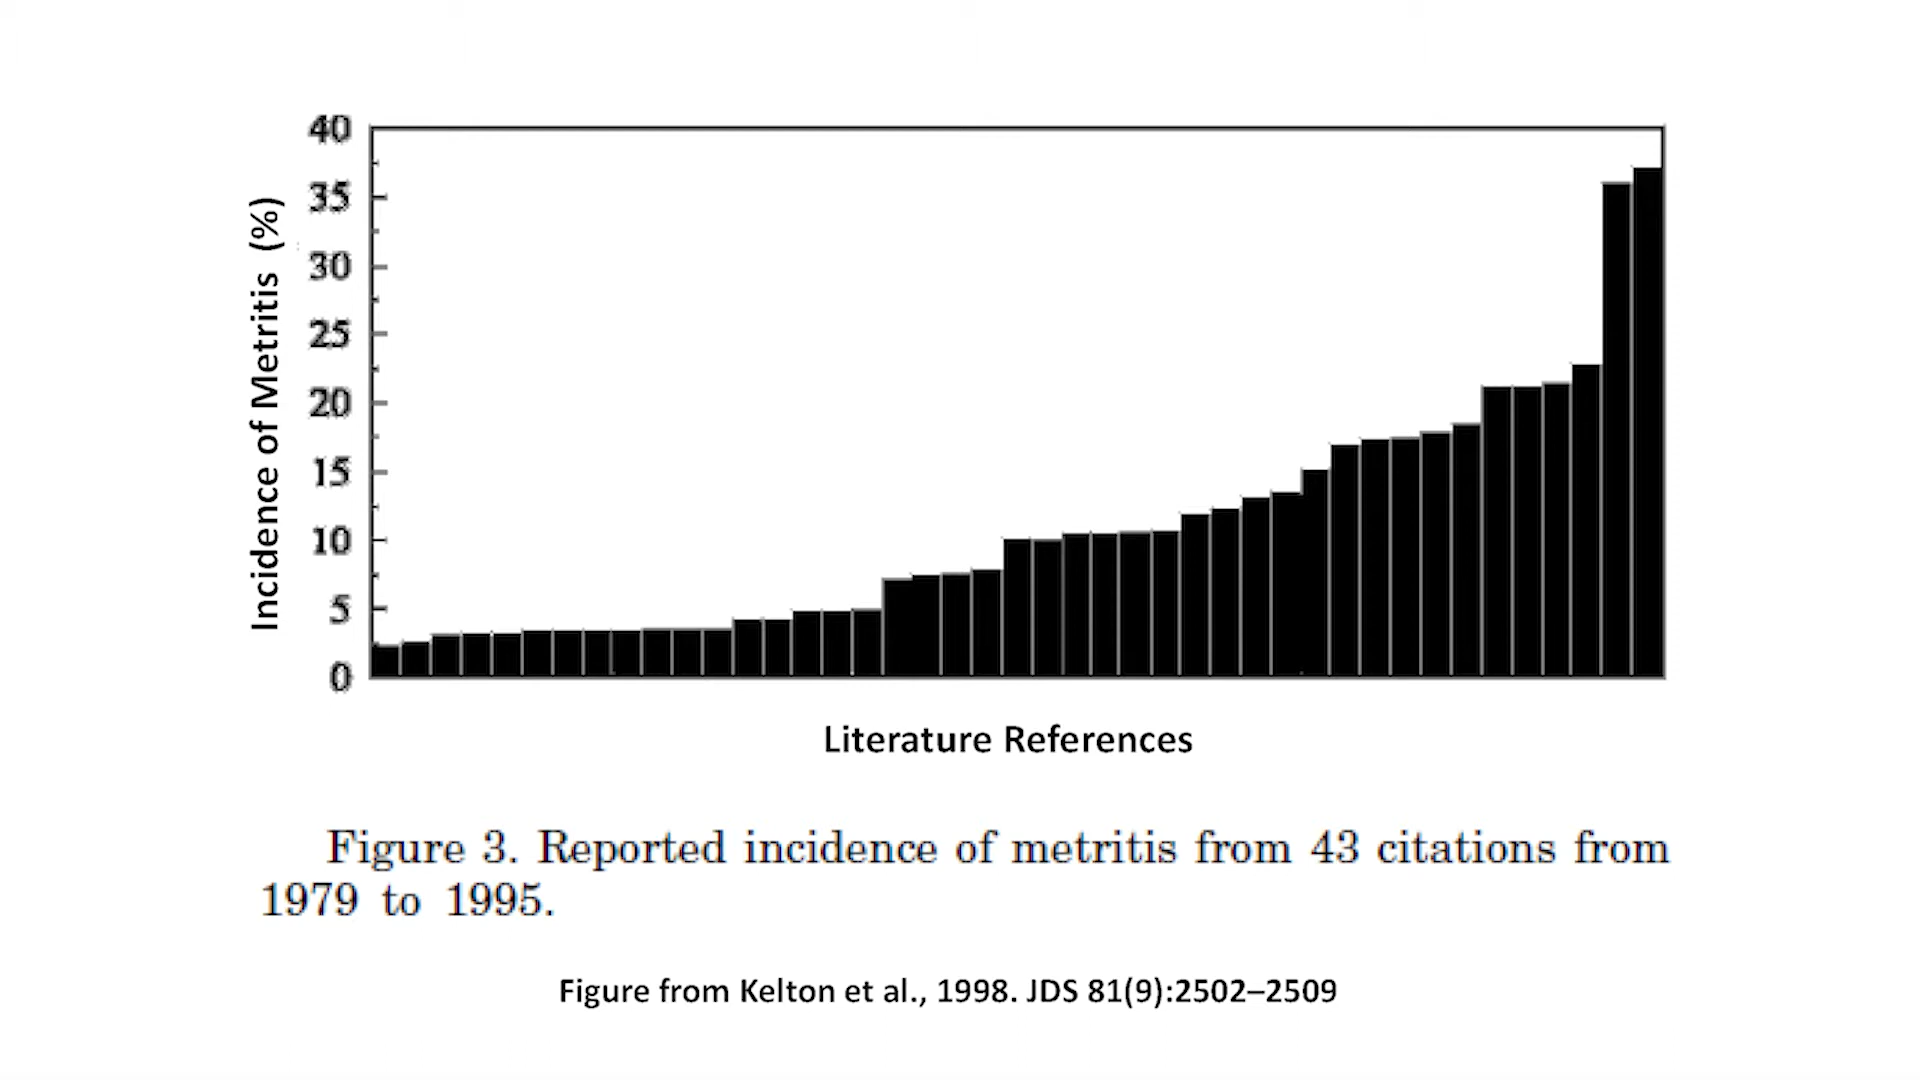 40
35
30
25
20
15
10
5
0
Incidence of Metritis (%)
Literature References
Figure 3. Reported incidence of metritis from 43 citations from
1979 to 1995.
Figure from Kelton et al., 1998. JDS 81(9):2502–2509